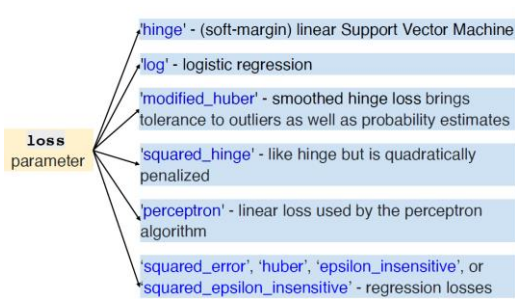 'hinge' - (soft-margin) linear Support Vector Machine
'log' - logistic regression
'modified_huber' - smoothed hinge loss brings
tolerance to outliers as well as probability estimates
loss
parameter
'squared_hinge' - like hinge but is quadratically
penalized
'perceptron' - linear loss used by the perceptron
algorithm
‘squared_error’, ‘huber’, ‘epsilon_insensitive’, or
‘squared_epsilon_insensitive’ - regression losses